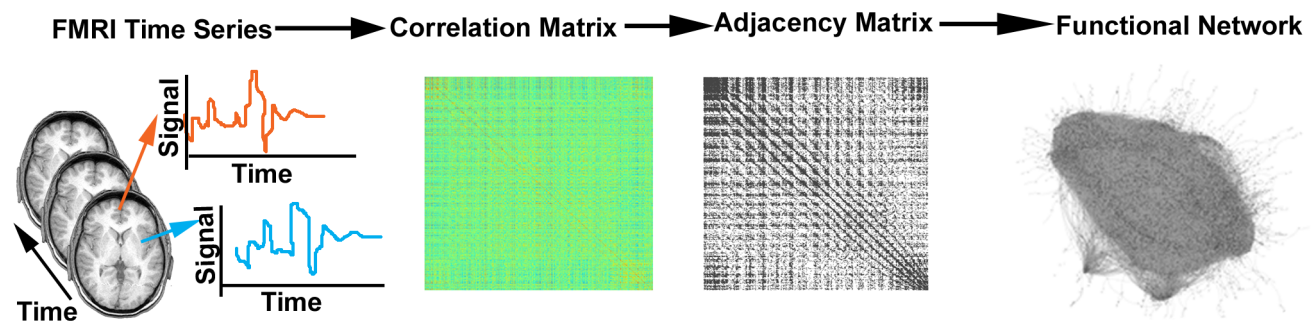 FMRI Time Series
Correlation Matrix
Adjacency Matrix
Functional Network
Signal
Time
Signal
Time
Time